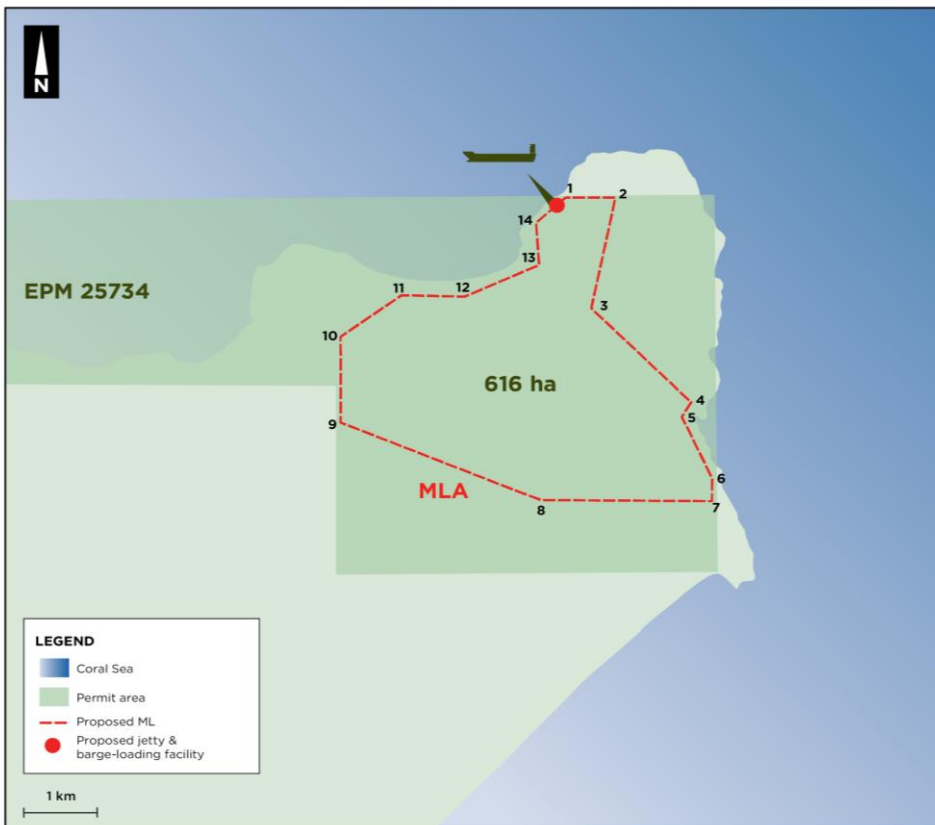 N
1
2
14
13
EPM 25734
11
12
3
10
616 ha
4
5
9
MLA
6
8
7
LEGEND
Coral Sea
Permit area
Proposed ML
Proposed jetty &
barge-loading facility
1 km